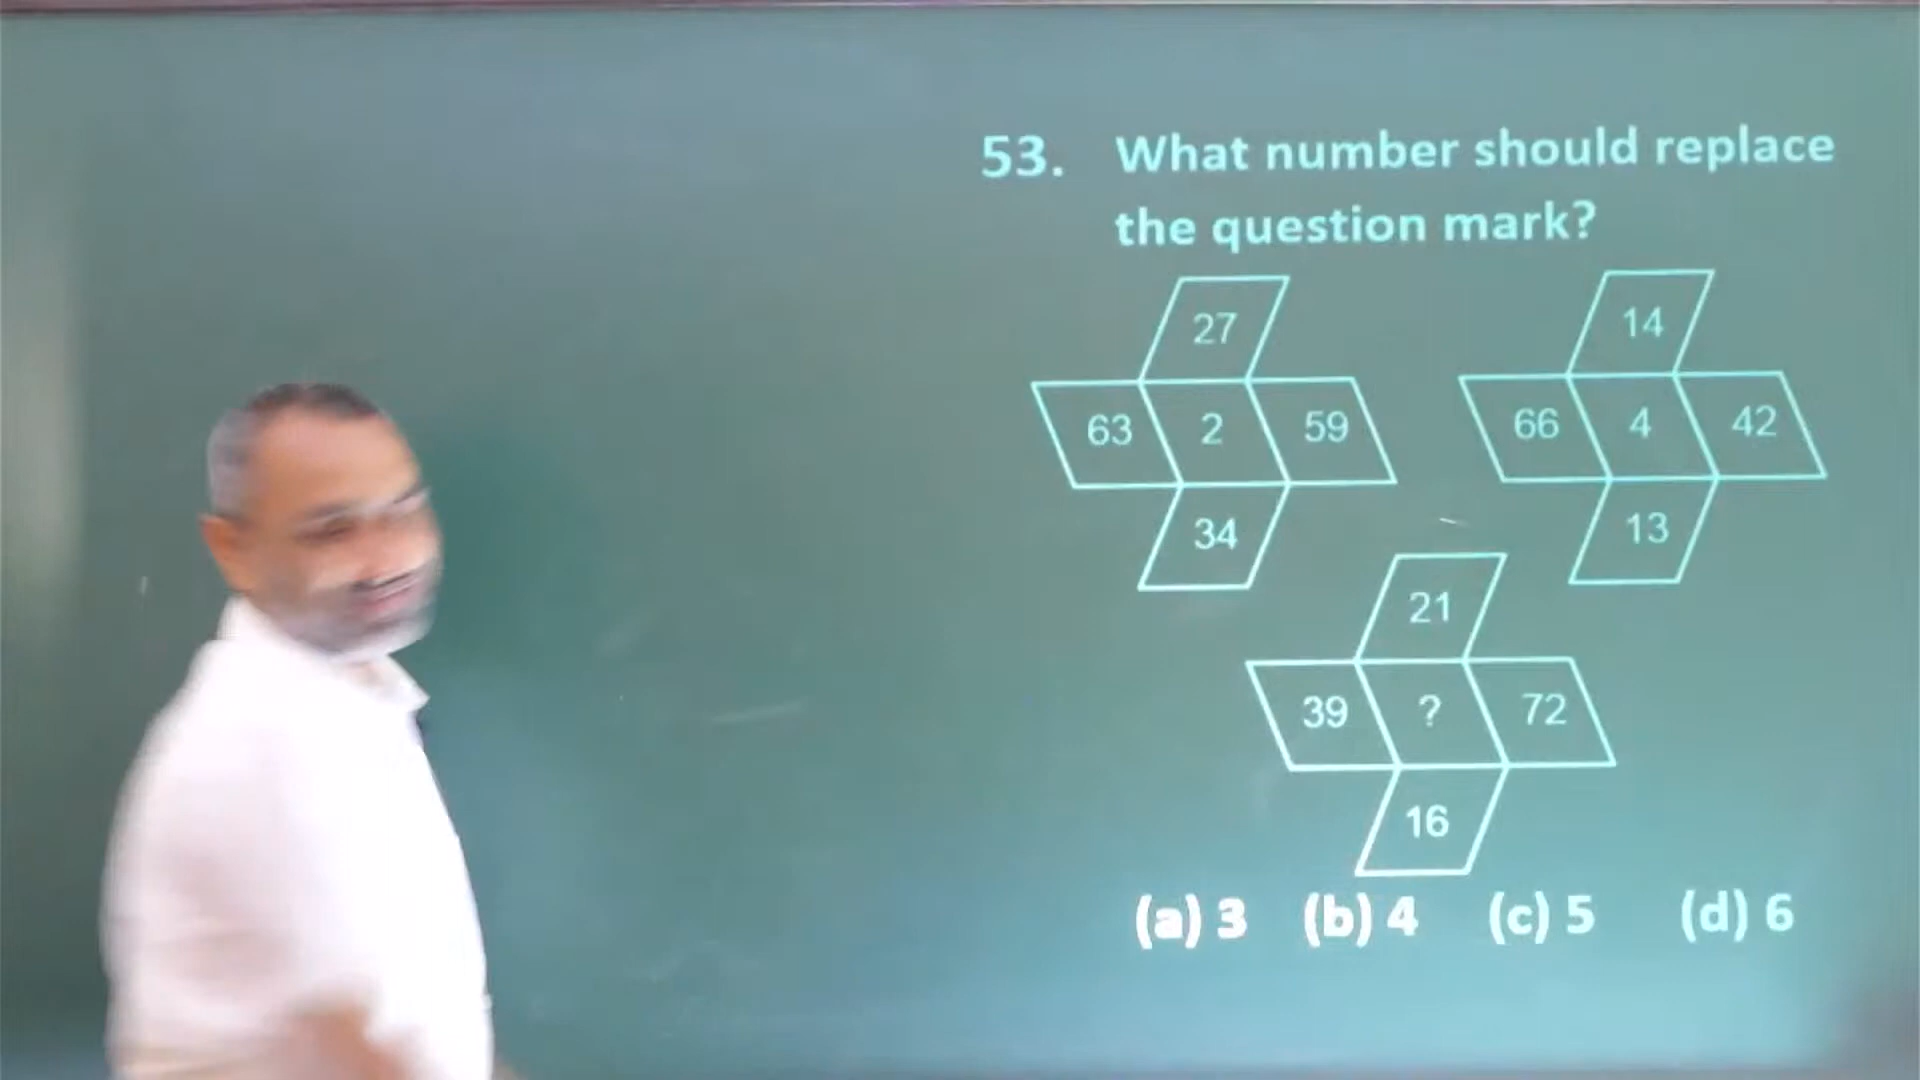 53. What number should replace
the question mark?
27
63 2 59
34
14
66 4 42
13
21
39 ? 72
16
(a) 3 (b) 4 (c) 5 (d) 6